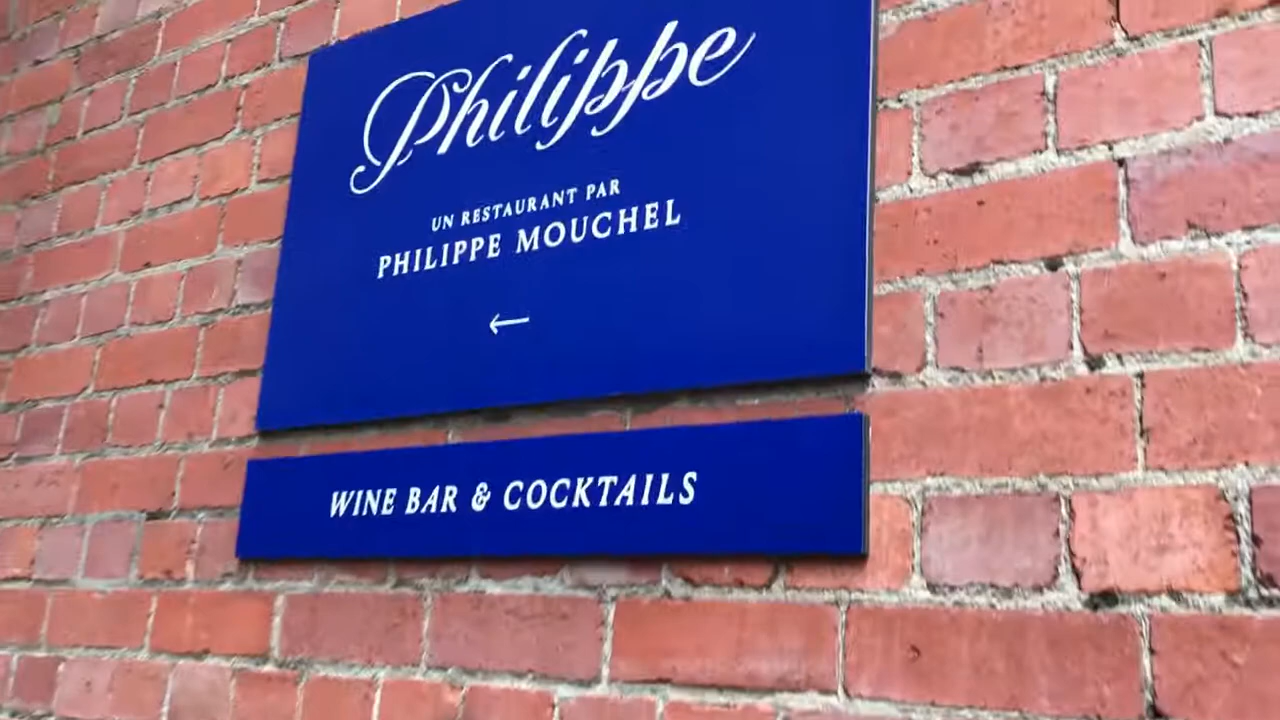 Philippe
UN RESTAURANT PAR
PHILIPPE MOUCHEL
←
WINE BAR & COCKTAILS